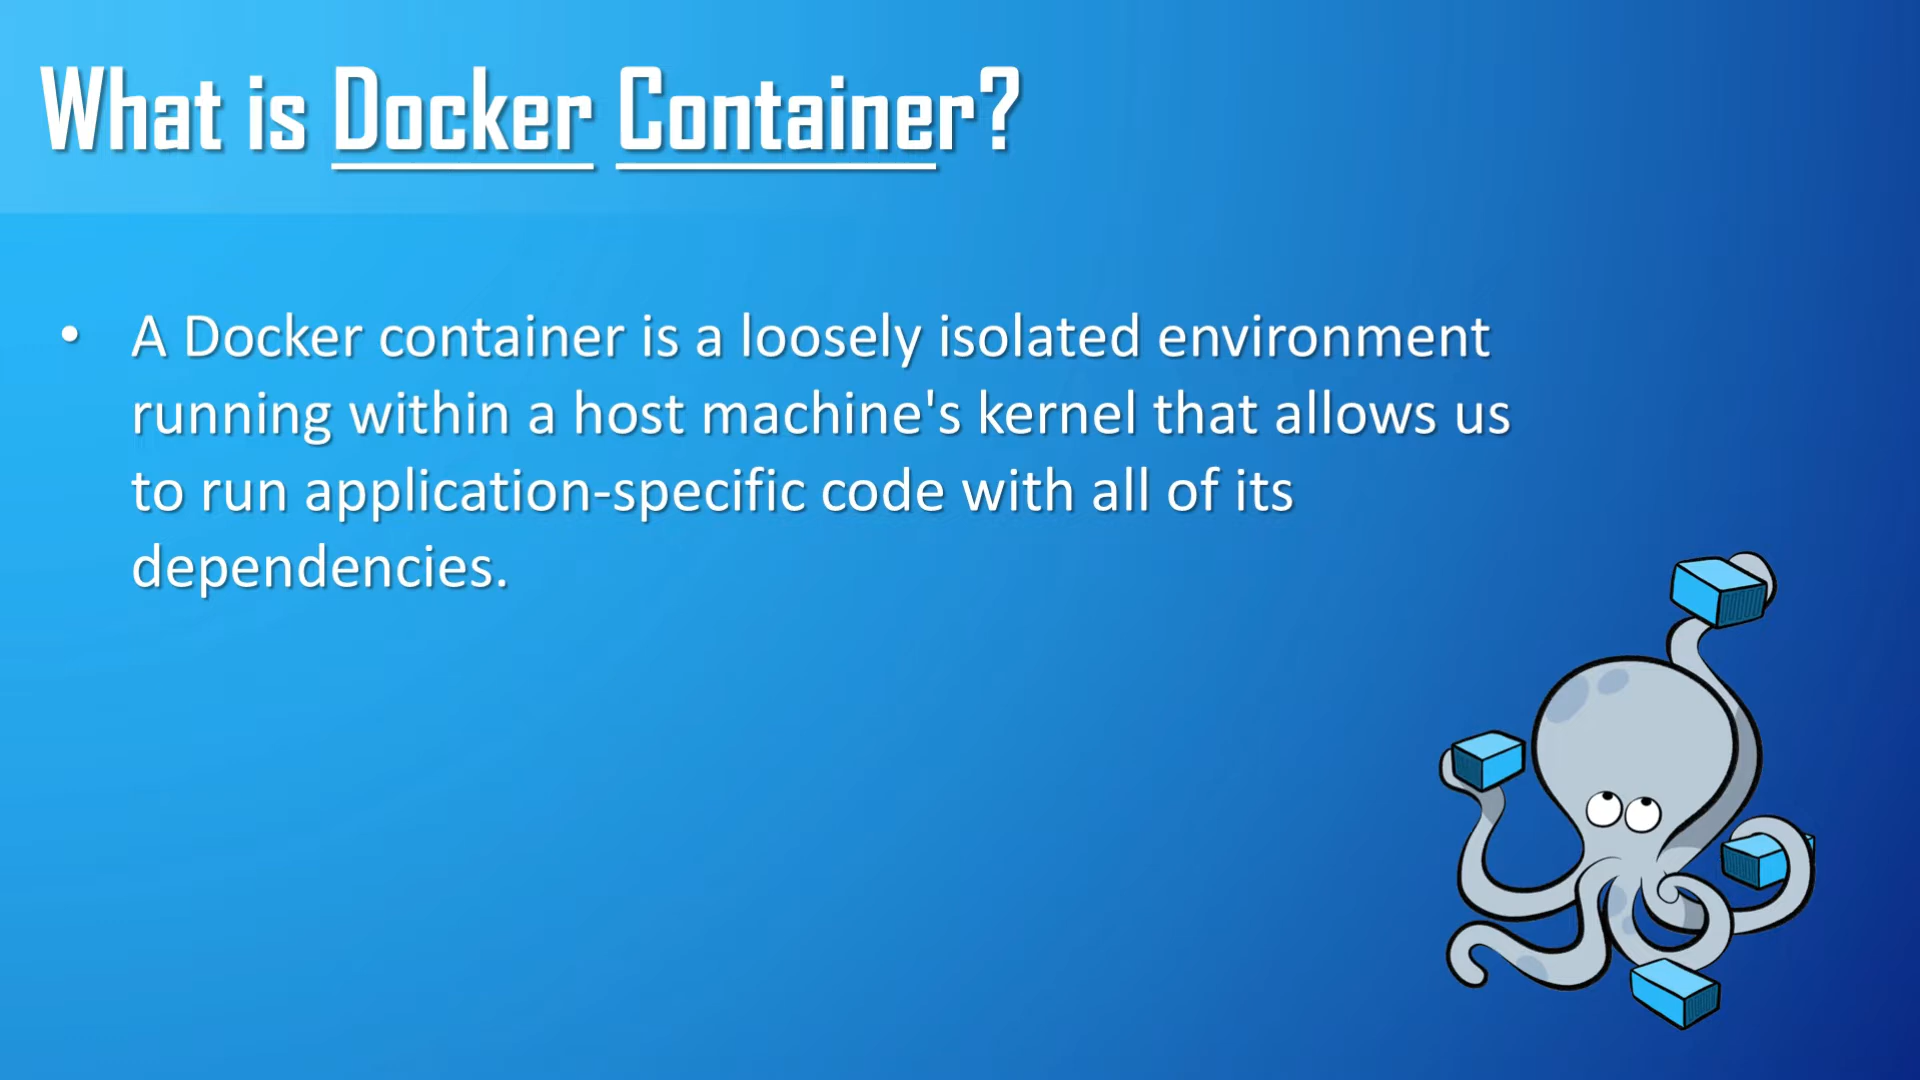 What is Docker Container?
• A Docker container is a loosely isolated environment
running within a host machine's kernel that allows us
to run application-specific code with all of its
dependencies.